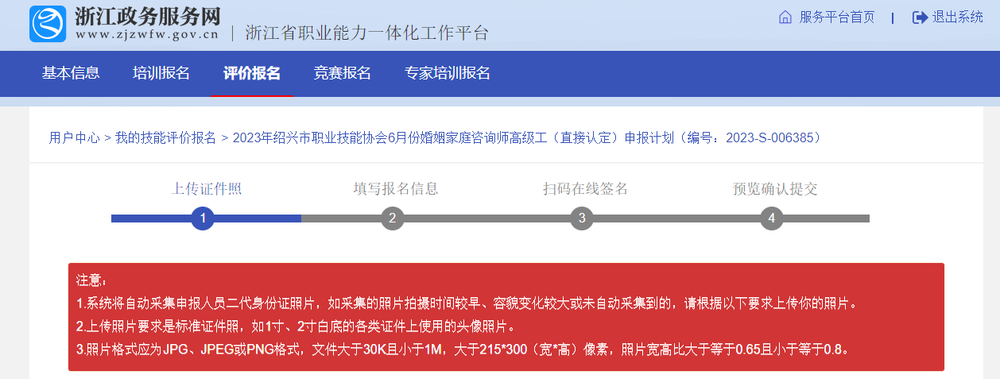 浙江政务服务网
www.zjzwfw.gov.cn
浙江省职业能力一体化工作平台
服务平台首页
退出系统
基本信息
培训报名
评价报名
竞赛报名
专家培训报名
用户中心 > 我的技能评价报名 > 2023年绍兴市职业技能协会6月份婚姻家庭咨询师高级工（直接认定）申报计划（编号：2023-S-006385）
上传证件照
填写报名信息
扫码在线签名
预览确认提交
1
2
3
4
注意：
1.系统将自动采集申报人员二代身份证照片，如采集的照片拍摄时间较早、容貌变化较大或未自动采集到的，请根据以下要求上传你的照片。
2.上传照片要求是标准证件照，如1寸、2寸白底的各类证件上使用的头像照片。
3.照片格式应为JPG、JPEG或PNG格式，文件大于30K且小于1M，大于215*300（宽*高）像素，照片宽高比大于等于0.65且小于等于0.8。